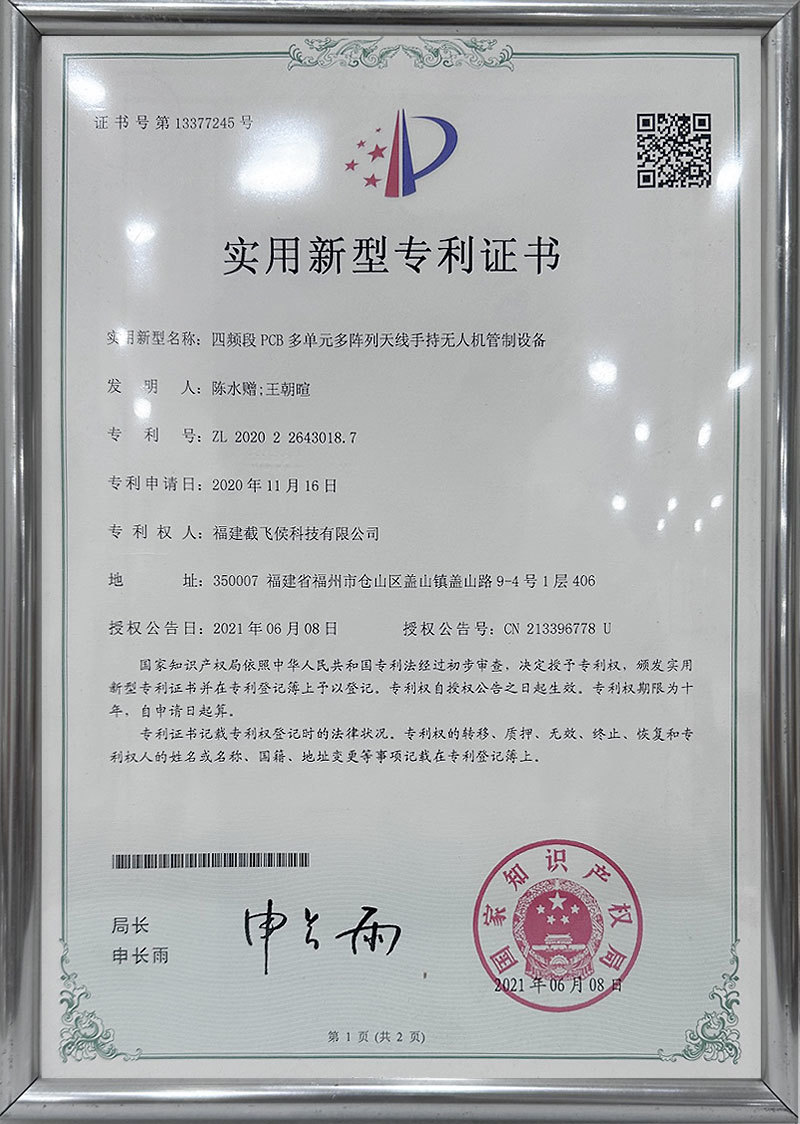 证书号第13377245号
实用新型专利证书
实用新型名称：四频段PCB多单元多阵列天线手持无人机管制设备
发明人：陈水赠;王朝暄
专利号：ZL 2020 2 2643018.7
专利申请日：2020年11月16日
专利权人：福建截飞侯科技有限公司
地址：350007 福建省福州市仓山区盖山镇盖山路9-4号1层406
授权公告日：2021年06月08日 授权公告号：CN 213396778 U
国家知识产权局依照中华人民共和国专利法经过初步审查，决定授予专利权，颁发实用
新型专利证书并在专利登记簿上予以登记。专利权自授权公告之日起生效。专利权期限为十
年，自申请日起算。
专利证书记载专利权登记时的法律状况。专利权的转移、质押、无效、终止、恢复和专
利权人的姓名或名称、国籍、地址变更等事项记载在专利登记簿上。
局长
申长雨
申长雨
国家知识产权局
2021年06月08日
第1页(共2页)